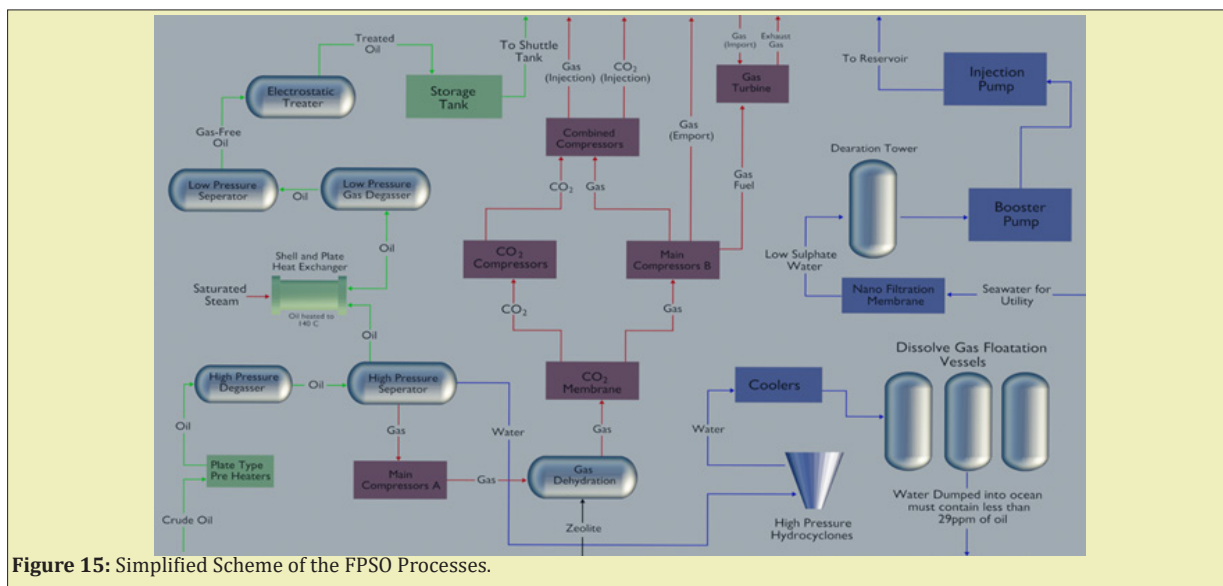 Treated
Oil
To Shuttle
Tank
Gas
(Injection)
CO₂
(Injection)
Gas
(Import)
Exhaust
Gas
To Reservoir
Injection
Pump
Electrostatic
Treater
Storage
Tank
Gas
Turbine
Gas-Free
Oil
Combined
Compressors
Gas
(Emport)
Dearation Tower
Low Pressure
Seperator
Oil
Low Pressure
Gas Degasser
CO₂
Gas
Gas
Fuel
Booster
Pump
Oil
Shell and Plate
Heat Exchanger
CO₂
Compressors
Main
Compressors B
Low Sulphate
Water
Saturated
Steam
Oil heated to
140 C
Nano Filtration
Membrane
Seawater for
Utility
Oil
CO₂
Gas
Dissolve Gas Floatation
Vessels
High Pressure
Degasser
Oil
High Pressure
Seperator
CO₂
Membrane
Coolers
Oil
Gas
Water
Gas
Water
Plate Type
Pre Heaters
Main
Compressors A
Gas
Gas
Dehydration
Crude Oil
Zeolite
High Pressure
Hydrocyclones
Water Dumped into ocean
must contain less than
29ppm of oil
Figure 15: Simplified Scheme of the FPSO Processes.